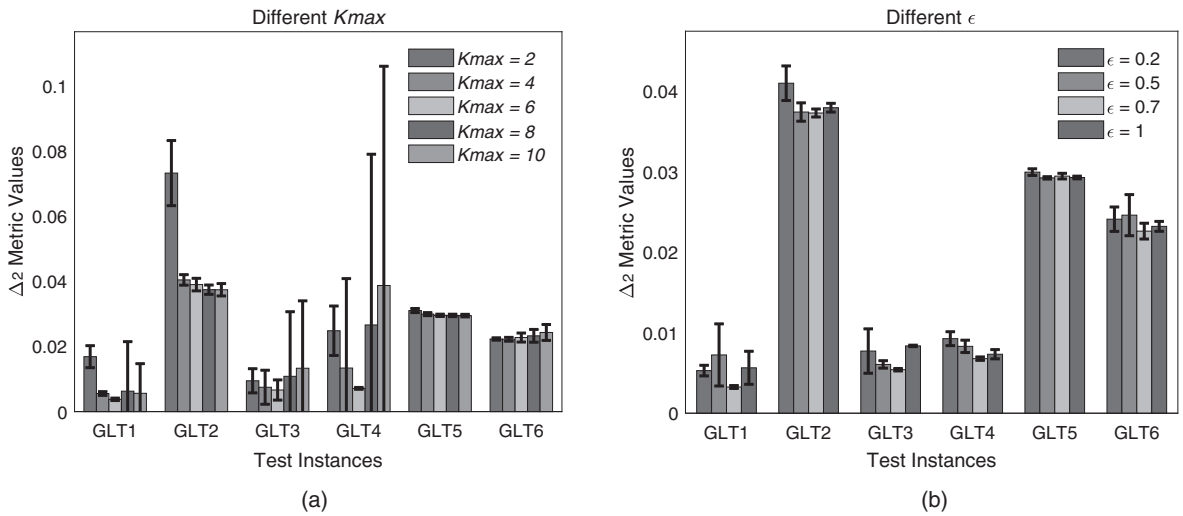 Different Kmax
Δ2 Metric Values
0.1
0.08
0.06
0.04
0.02
0
Kmax = 2
Kmax = 4
Kmax = 6
Kmax = 8
Kmax = 10
GLT1 GLT2 GLT3 GLT4 GLT5 GLT6
Test Instances
(a)
Different ϵ
Δ2 Metric Values
0.04
0.03
0.02
0.01
0
ϵ = 0.2
ϵ = 0.5
ϵ = 0.7
ϵ = 1
GLT1 GLT2 GLT3 GLT4 GLT5 GLT6
Test Instances
(b)